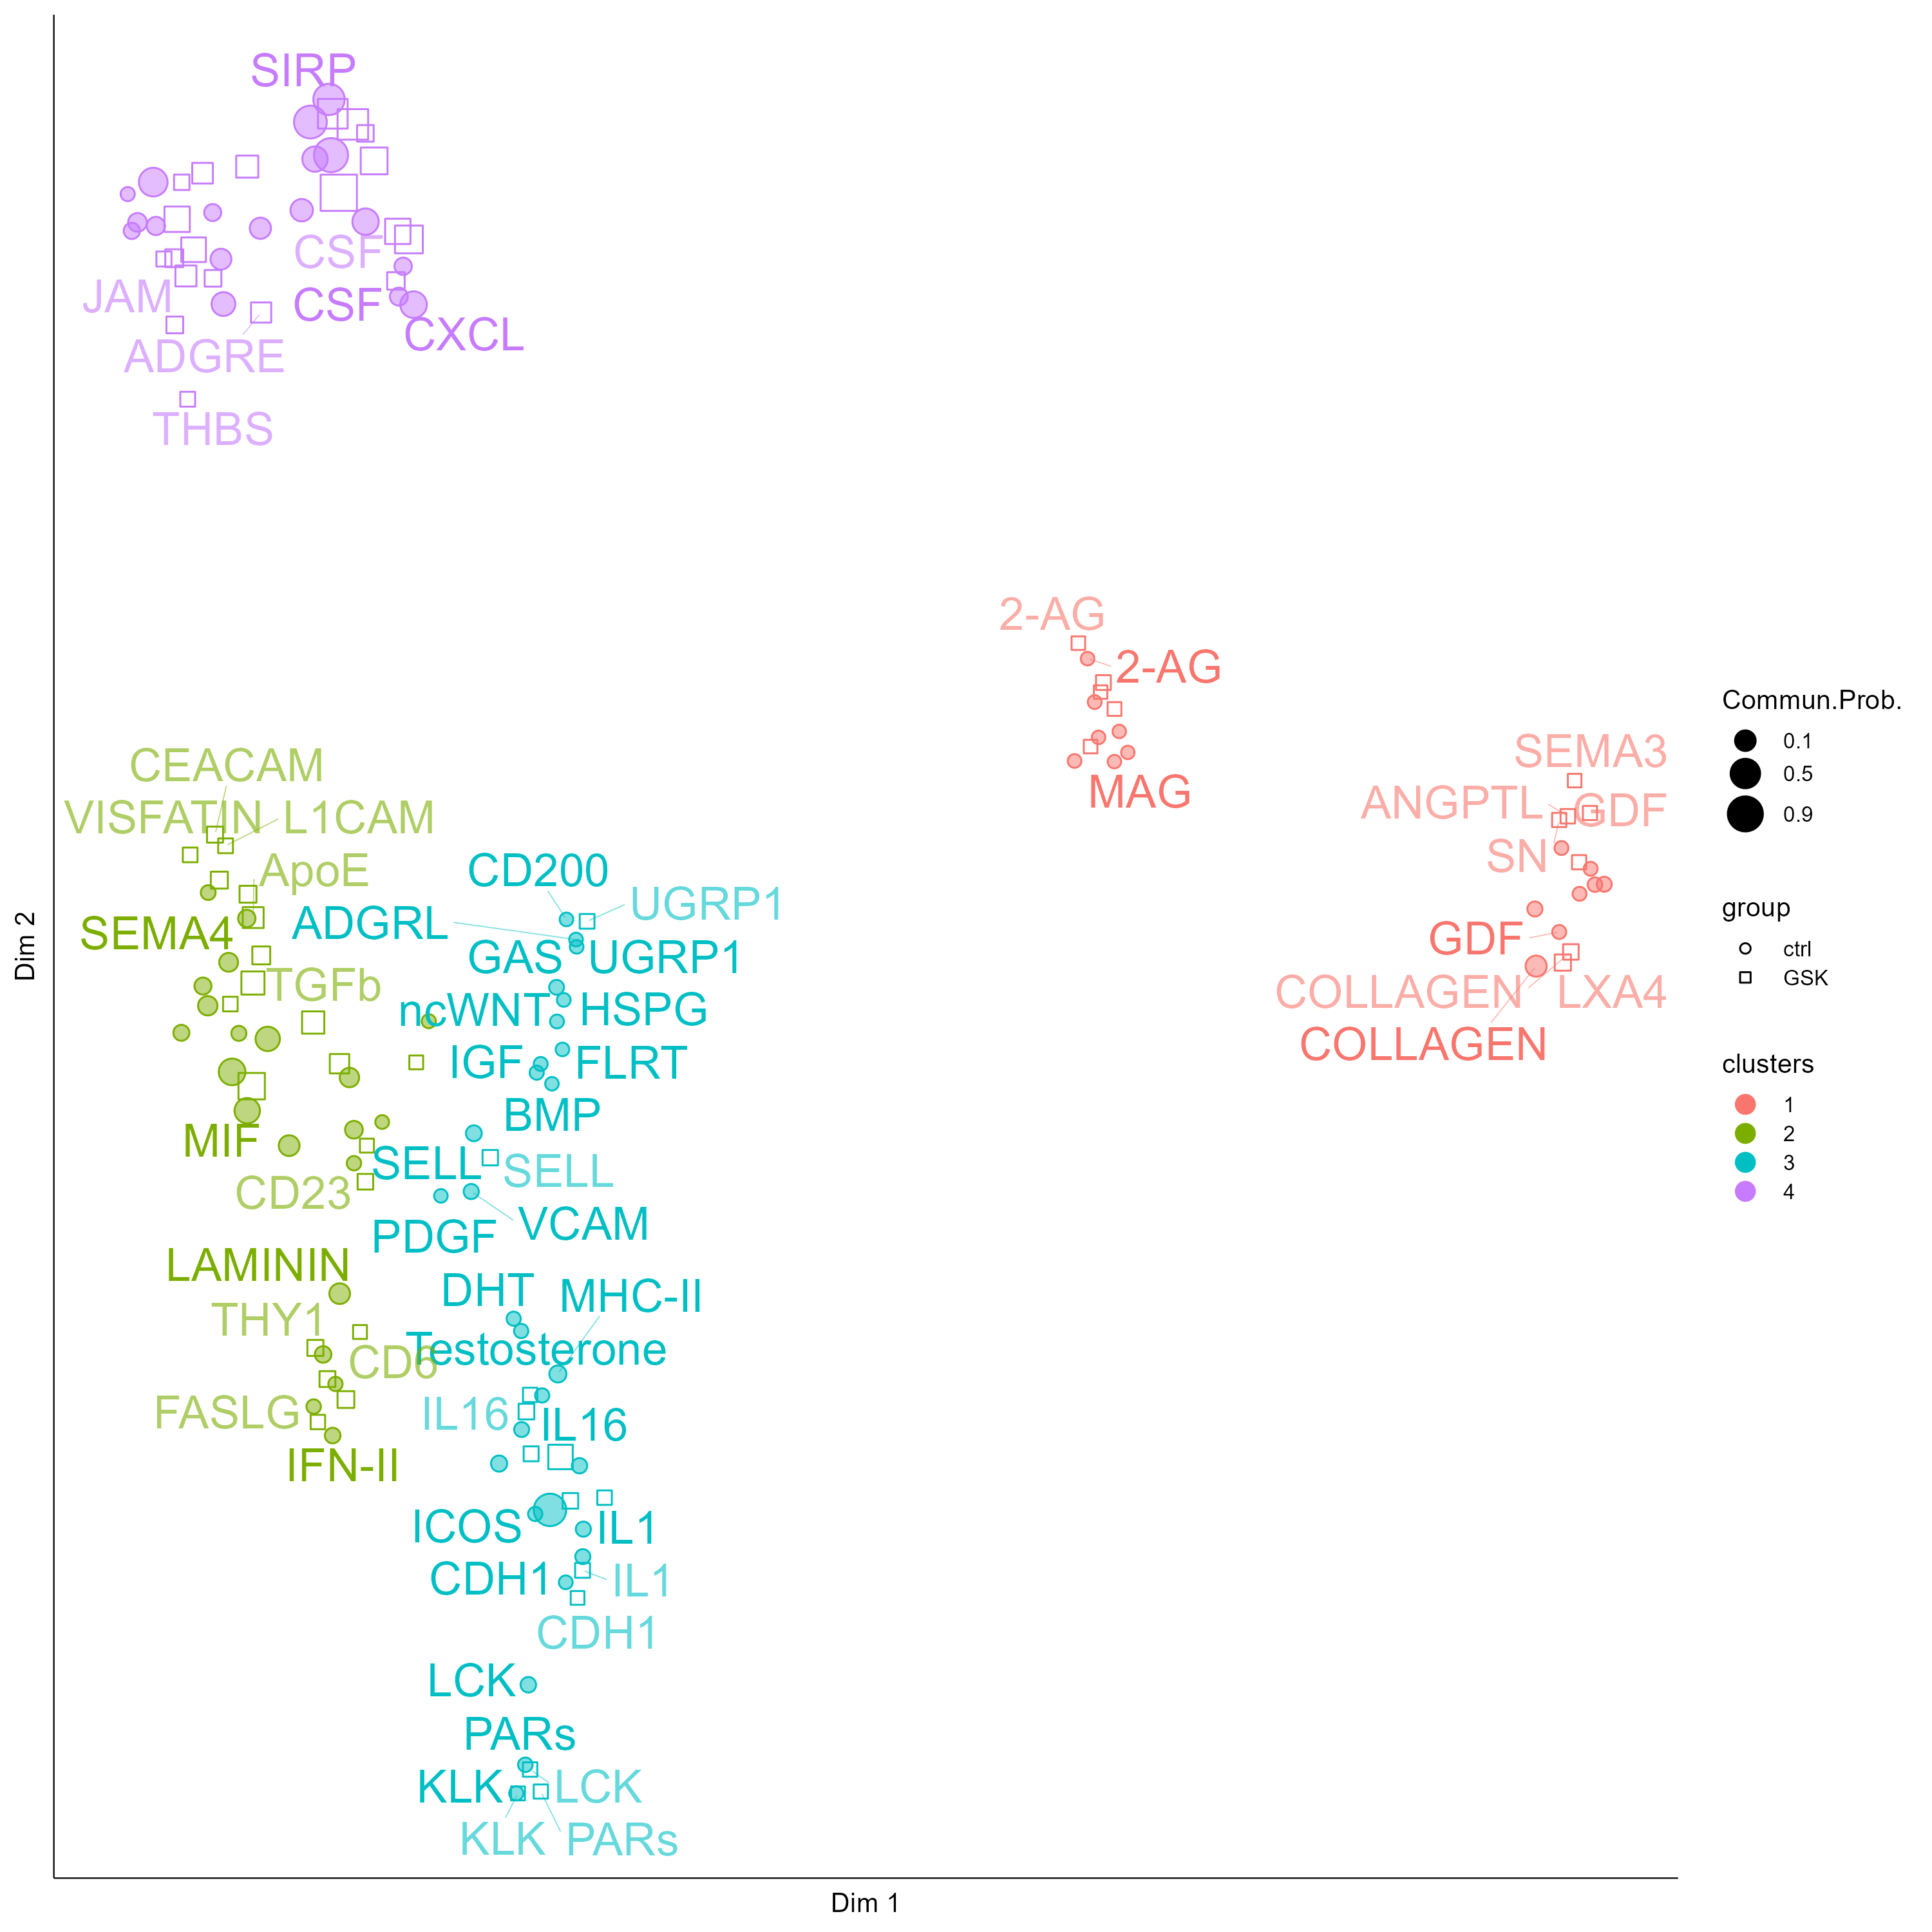 SIRP
CSF
JAM
CSF
CXCL
ADGRE
THBS
2-AG
2-AG
MAG
CEACAM
VISFATIN
L1CAM
ApoE
SEMA4
TGFb
MIF
CD23
LAMININ
THY1
CD6
FASLG
IFN-II
CD200
UGRP1
ADGRL
GAS
UGRP1
ncWNT
HSPG
IGF
FLRT
BMP
SELL
SELL
PDGF
VCAM
DHT
MHC-II
Testosterone
IL16
IL16
ICOS
IL1
CDH1
IL1
CDH1
LCK
PARs
KLK
LCK
KLK
PARs
SEMA3
ANGPTL
GDF
SN
GDF
COLLAGEN
LXA4
COLLAGEN
Dim 2
Dim 1
Commun.Prob.
0.1
0.5
0.9
group
ctrl
GSK
clusters
1
2
3
4